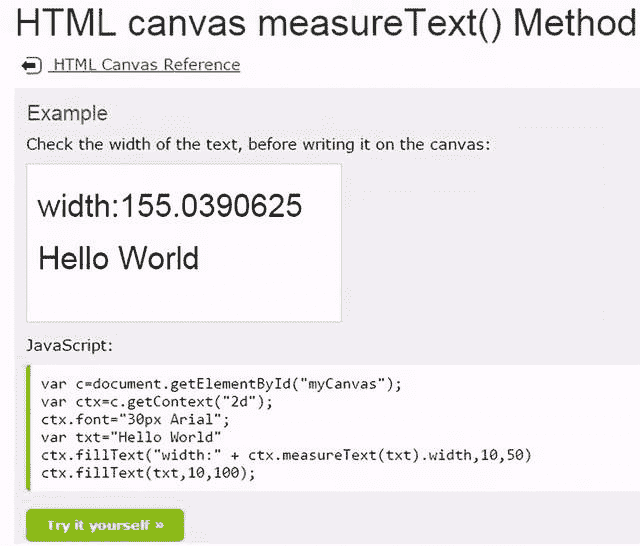 HTML canvas measureText() Method
HTML Canvas Reference
Example
Check the width of the text, before writing it on the canvas:
width:155.0390625
Hello World
JavaScript:
var c=document.getElementById("myCanvas");
var ctx=c.getContext("2d");
ctx.font="30px Arial";
var txt="Hello World"
ctx.fillText("width:" + ctx.measureText(txt).width,10,50)
ctx.fillText(txt,10,100);
Try it yourself »